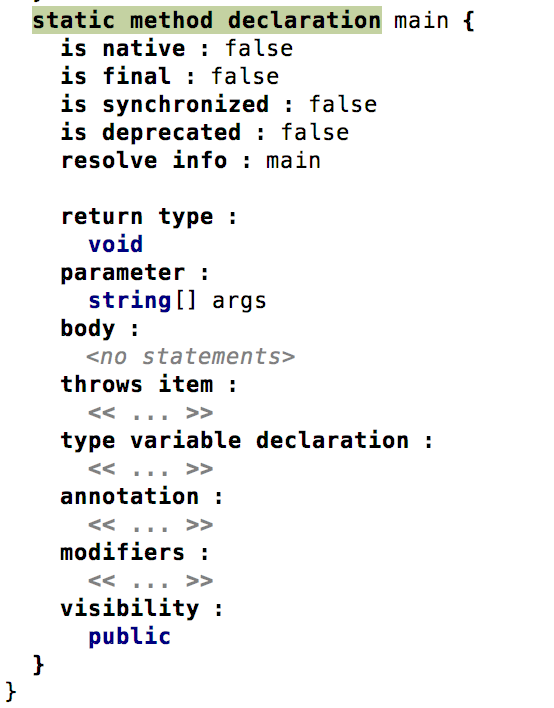 static method declaration main {
is native : false
is final : false
is synchronized : false
is deprecated : false
resolve info : main
return type :
void
parameter :
string[] args
body :
<no statements>
throws item :
<< ... >>
type variable declaration :
<< ... >>
annotation :
<< ... >>
modifiers :
<< ... >>
visibility :
public
}
}